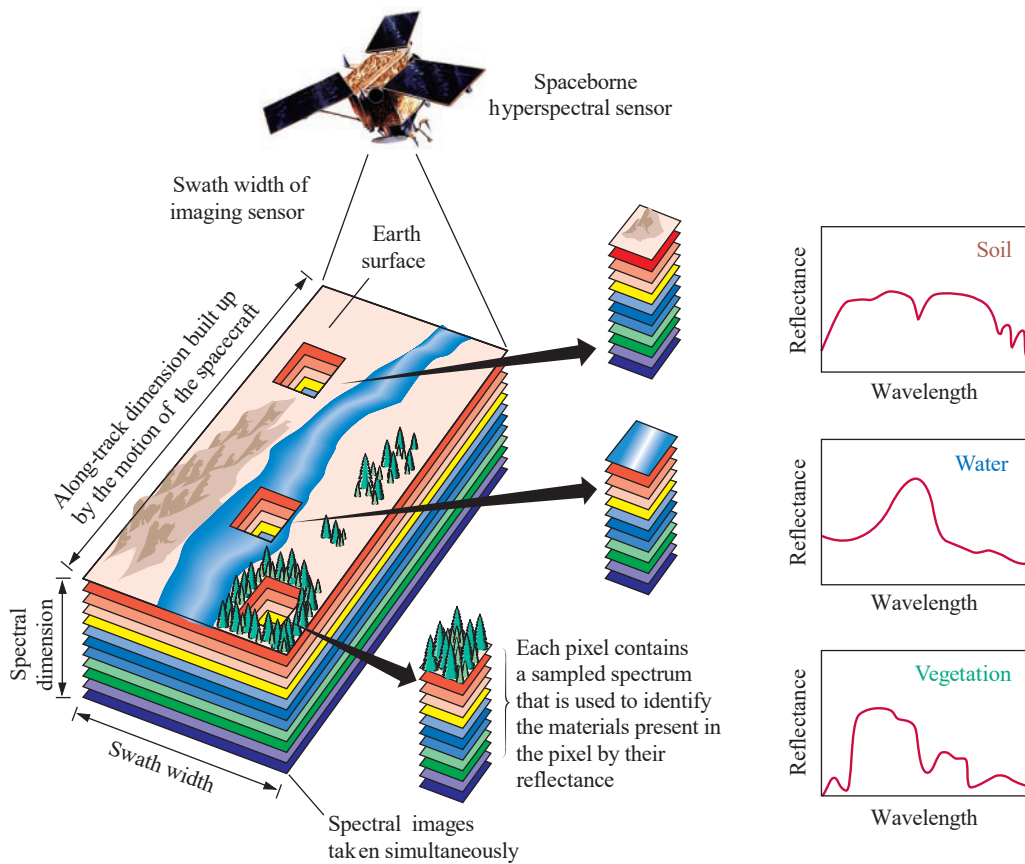 Spaceborne
hyperspectral sensor
Swath width of
imaging sensor
Earth
surface
Along-track dimension built up
by the motion of the spacecraft
Spectral
dimension
Swath width
Spectral images
taken simultaneously
Each pixel contains
a sampled spectrum
that is used to identify
the materials present in
the pixel by their
reflectance
Soil
Reflectance
Wavelength
Water
Reflectance
Wavelength
Vegetation
Reflectance
Wavelength